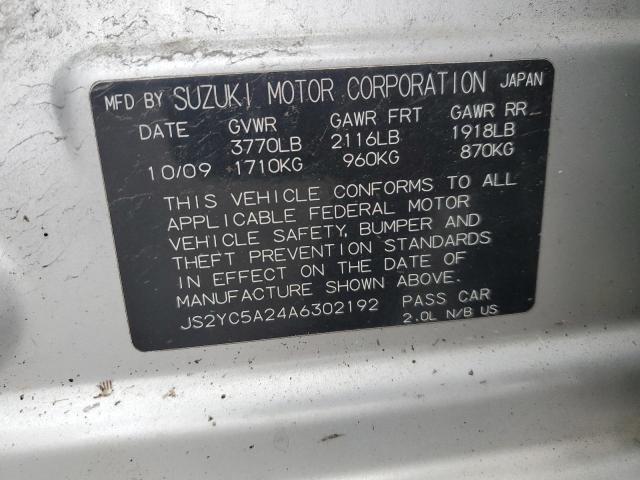 MFD BY SUZUKI MOTOR CORPORATION JAPAN
DATE GVWR GAWR FRT GAWR RR
3770LB 2116LB 1918LB
10/09 1710KG 960KG 870KG
THIS VEHICLE CONFORMS TO ALL
APPLICABLE FEDERAL MOTOR
VEHICLE SAFETY, BUMPER AND
THEFT PREVENTION STANDARDS
IN EFFECT ON THE DATE OF
MANUFACTURE SHOWN ABOVE.
JS2YC5A24A6302192 PASS CAR
2.0L N/B US